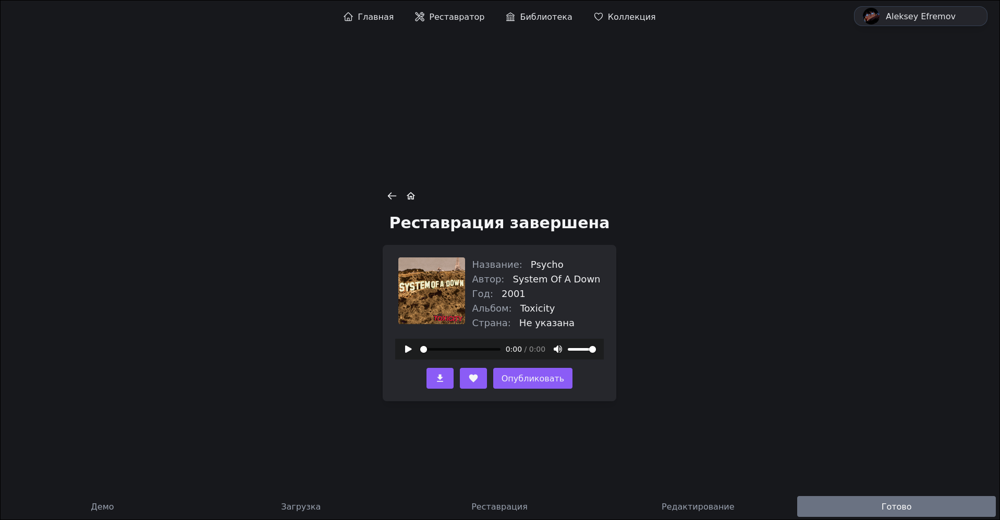 Главная Реставратор Библиотека Коллекция Aleksey Efremov
Реставрация завершена
SYSTEM OF A DOWN
TOXICITY
Название: Psycho
Автор: System Of A Down
Год: 2001
Альбом: Toxicity
Страна: Не указана
0:00 / 0:00
Опубликовать
Демо Загрузка Реставрация Редактирование Готово